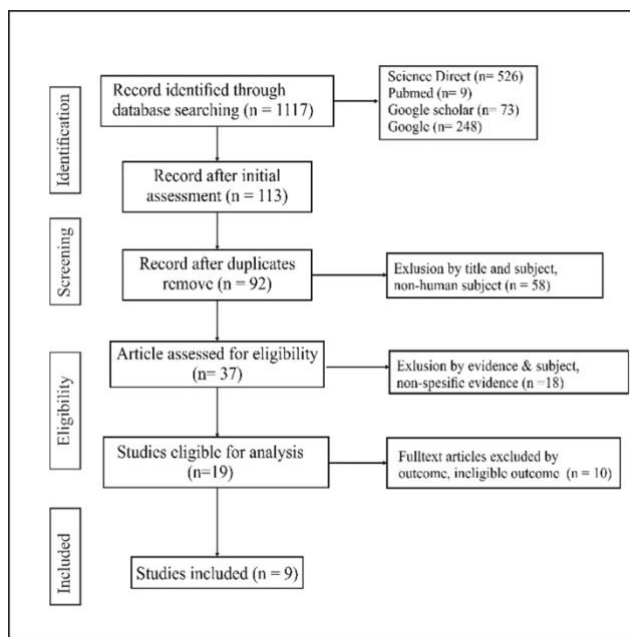 Identification
Record identified through
database searching (n = 1117)
Science Direct (n= 526)
Pubmed (n= 9)
Google scholar (n= 73)
Google (n= 248)
Record after initial
assessment (n = 113)
Screening
Record after duplicates
remove (n = 92)
Exlusion by title and subject,
non-human subject (n = 58)
Eligibility
Article assessed for eligibility
(n= 37)
Exlusion by evidence & subject,
non-spesific evidence (n =18)
Studies eligible for analysis
(n=19)
Fulltext articles excluded by
outcome, ineligible outcome (n = 10)
Included
Studies included (n = 9)